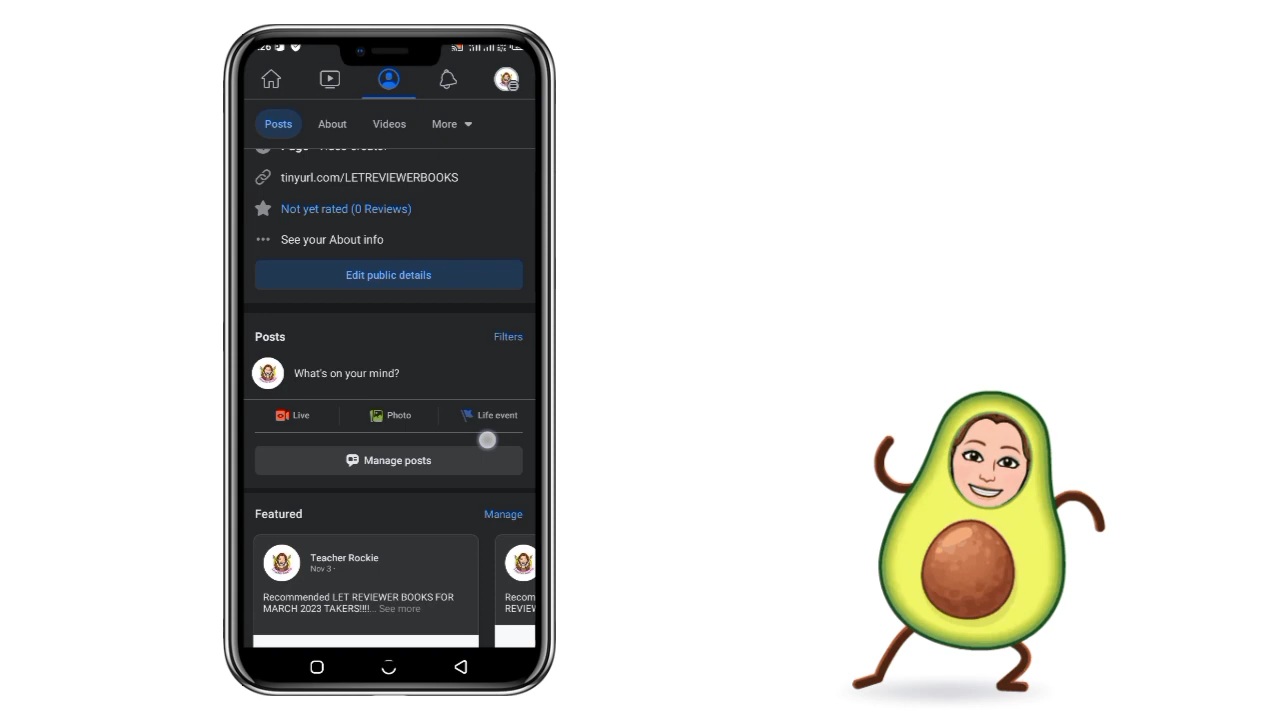 Posts
About
Videos
More
tinyurl.com/LETREVIEWERBOOKS
Not yet rated (0 Reviews)
See your About info
Edit public details
Posts
Filters
What's on your mind?
Live
Photo
Life event
Manage posts
Featured
Manage
Teacher Rockie
Nov 3 ·
Recommended LET REVIEWER BOOKS FOR
MARCH 2023 TAKERS!!!!... See more
Recom
REVIEW